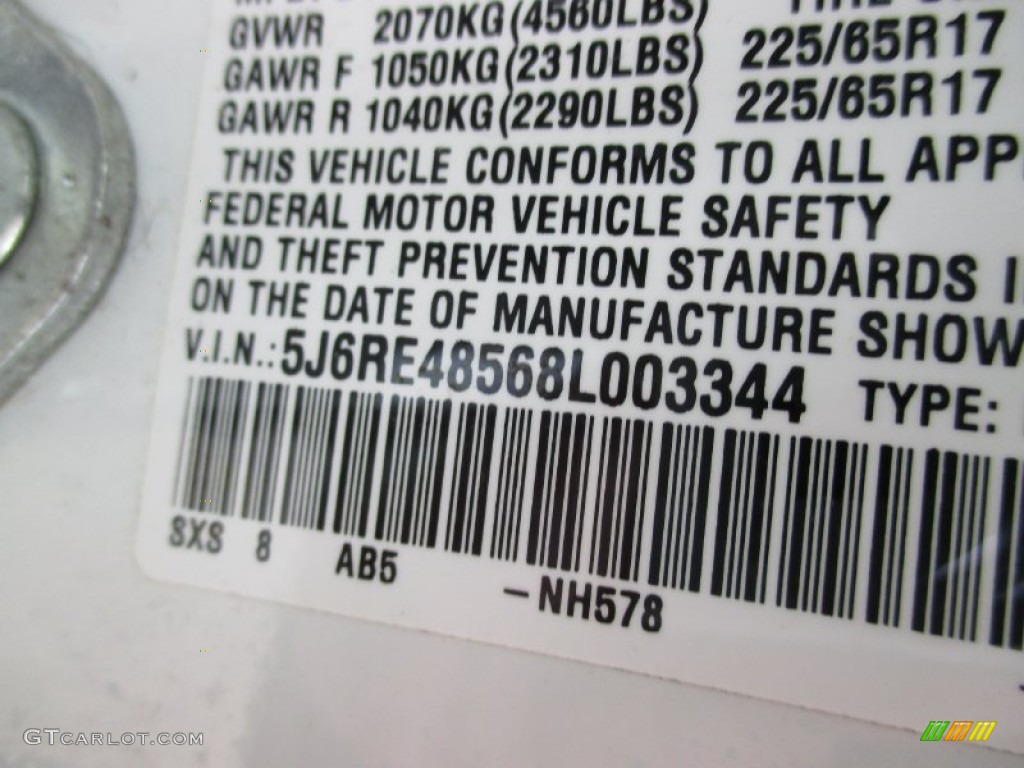 GVWR 2070KG(4560LBS)
GAWR F 1050KG(2310LBS) 225/65R17
GAWR R 1040KG(2290LBS) 225/65R17
THIS VEHICLE CONFORMS TO ALL APP
FEDERAL MOTOR VEHICLE SAFETY
AND THEFT PREVENTION STANDARDS I
ON THE DATE OF MANUFACTURE SHOW
V.I.N.:5J6RE48568L003344 TYPE:
SXS 8 AB5 -NH578
GTCARLOT.COM